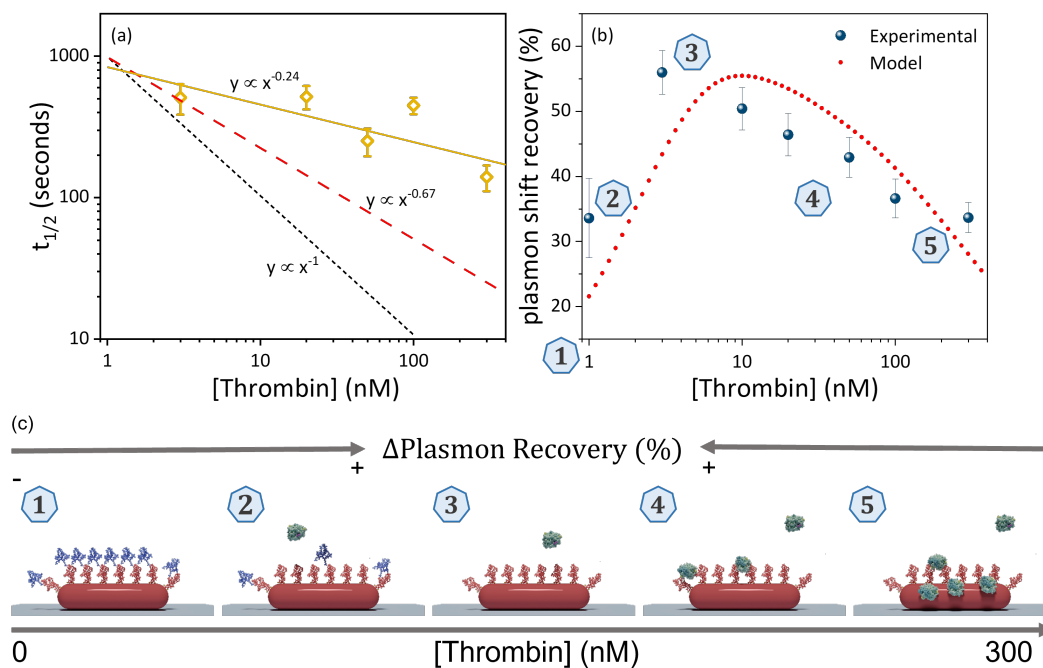 (a)
1000
100
10
1
10
100
t1/2 (seconds)
[Thrombin] (nM)
y ∝ x-0.24
y ∝ x-0.67
y ∝ x-1
(b)
Experimental
Model
60
50
40
30
20
1
10
100
plasmon shift recovery (%)
[Thrombin] (nM)
1
2
3
4
5
(c)
ΔPlasmon Recovery (%)
-
+
+
1
2
3
4
5
0
[Thrombin] (nM)
300